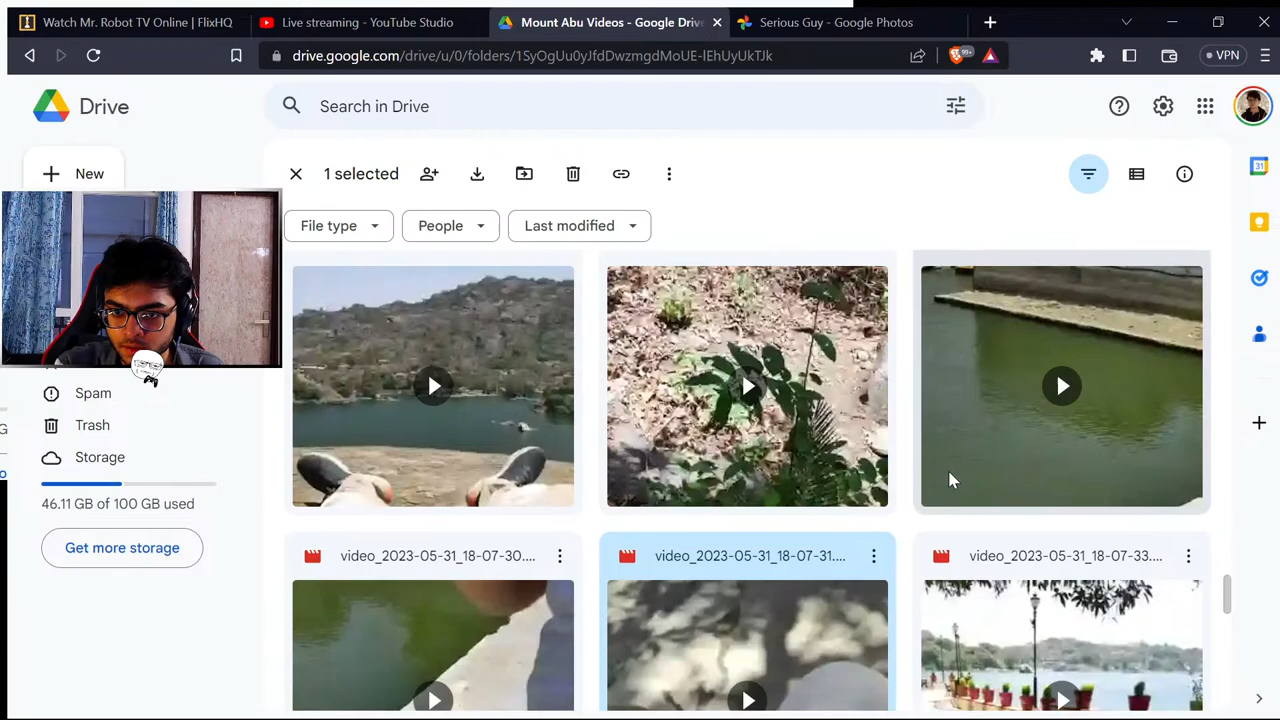 Watch Mr. Robot TV Online | FlixHQ
Live streaming - YouTube Studio
Mount Abu Videos - Google Driv
Serious Guy - Google Photos
drive.google.com/drive/u/0/folders/1SyOgUu0yJfdDwzmgdMoUE-lEhUyUkTJk
99+
VPN
Drive
Search in Drive
New
1 selected
31
File type
People
Last modified
Spam
Trash
Storage
46.11 GB of 100 GB used
Get more storage
video_2023-05-31_18-07-30....
video_2023-05-31_18-07-31....
video_2023-05-31_18-07-33....